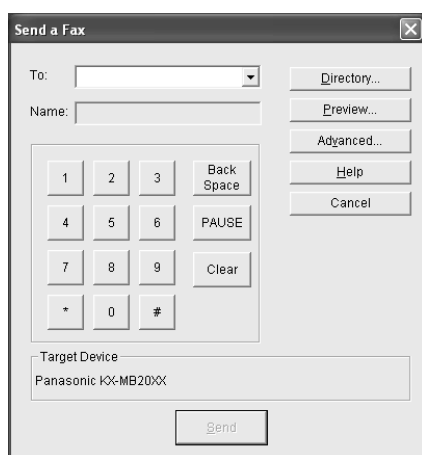 Send a Fax
To:
Name:
Directory...
Preview...
Advanced...
Help
Cancel
1 2 3 Back Space
4 5 6 PAUSE
7 8 9 Clear
* 0 #
Target Device
Panasonic KX-MB20XX
Send